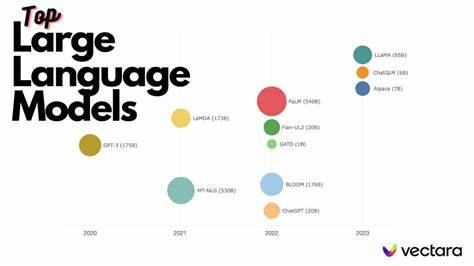 Top
Large
Language
Models
LLaMA (65B)
ChatGLM (6B)
Alpaca (7B)
PaLM (540B)
LaMDA (173B)
Flan-UL2 (20B)
GPT-3 (175B)
GATO (1B)
MT-NLG (530B)
BLOOM (176B)
ChatGPT (20B)
2020
2021
2022
2023
vectara